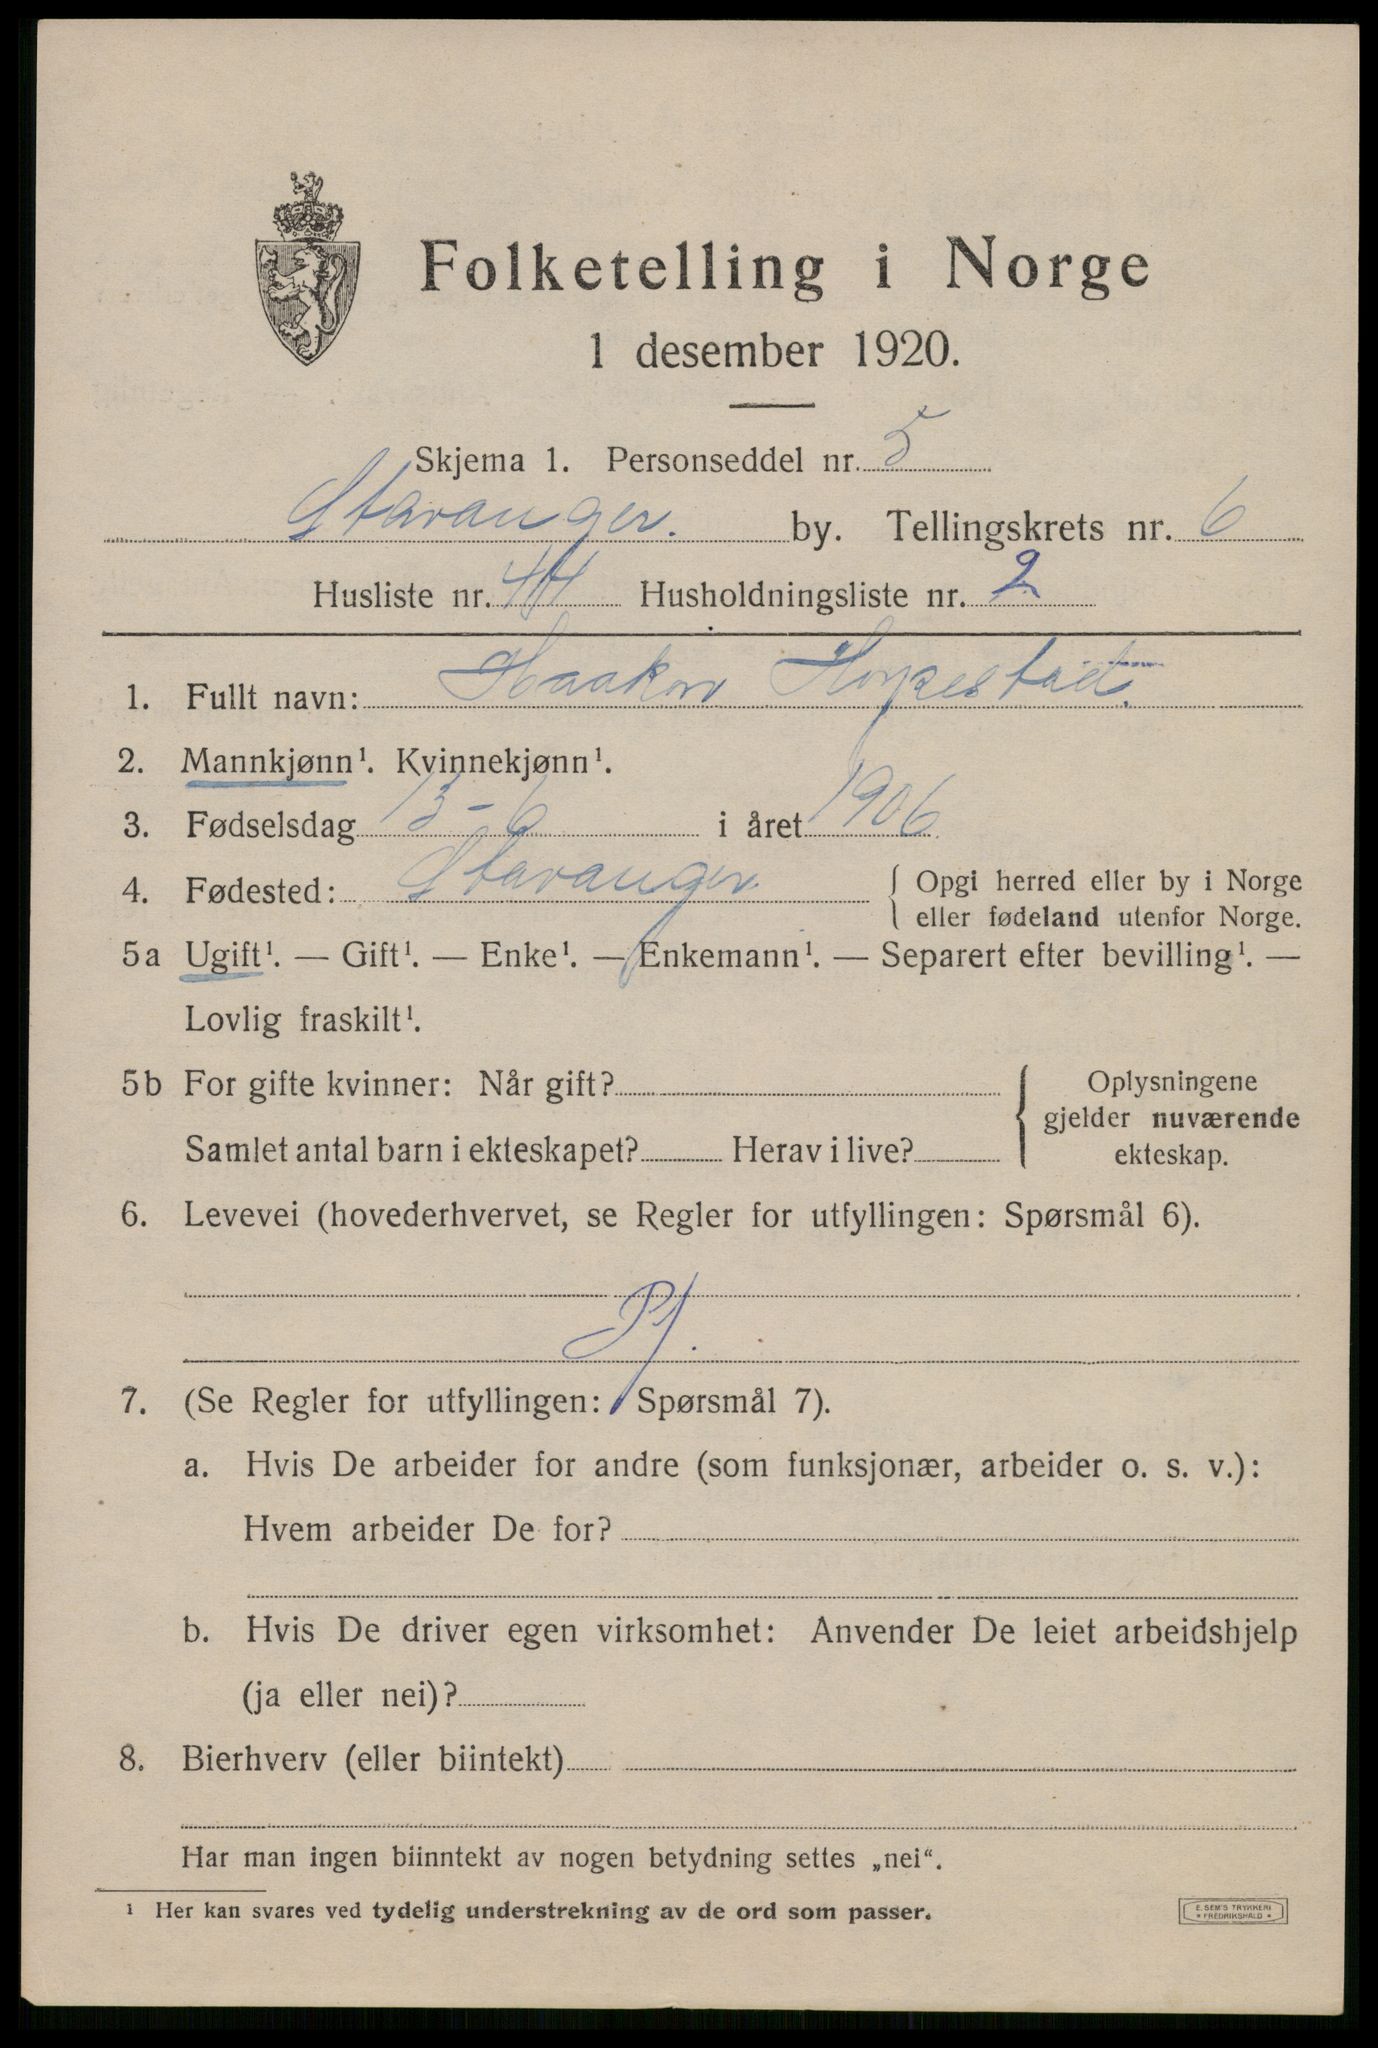 Folketelling i Norge
1 desember 1920.
Skjema 1. Personseddel nr. 5
Stavanger. by. Tellingskrets nr. 6
Husliste nr. 44 Husholdningsliste nr. 2
1. Fullt navn: Haakon
2. Mannkjønn¹. Kvinnekjønn¹.
3. Fødselsdag 13-6 i året 1906
4. Fødested: Stavanger { Opgi herred eller by i Norge
eller fødeland utenfor Norge.
5a Ugift¹. — Gift¹. — Enke¹. — Enkemann¹. — Separert efter bevilling¹. —
Lovlig fraskilt¹.
5b For gifte kvinner: Når gift? { Oplysningene
gjelder nuværende
Samlet antal barn i ekteskapet? Herav i live? ekteskap.
6. Levevei (hovederhvervet, se Regler for utfyllingen: Spørsmål 6).
7. (Se Regler for utfyllingen: Spørsmål 7).
a. Hvis De arbeider for andre (som funksjonær, arbeider o. s. v.):
Hvem arbeider De for?
b. Hvis De driver egen virksomhet: Anvender De leiet arbeidshjelp
(ja eller nei)?
8. Bierhverv (eller biintekt)
Har man ingen biinntekt av nogen betydning settes „nei“.
¹ Her kan svares ved tydelig understrekning av de ord som passer.
E. SEM'S TRYKKERI
* FREDRIKSHALD *